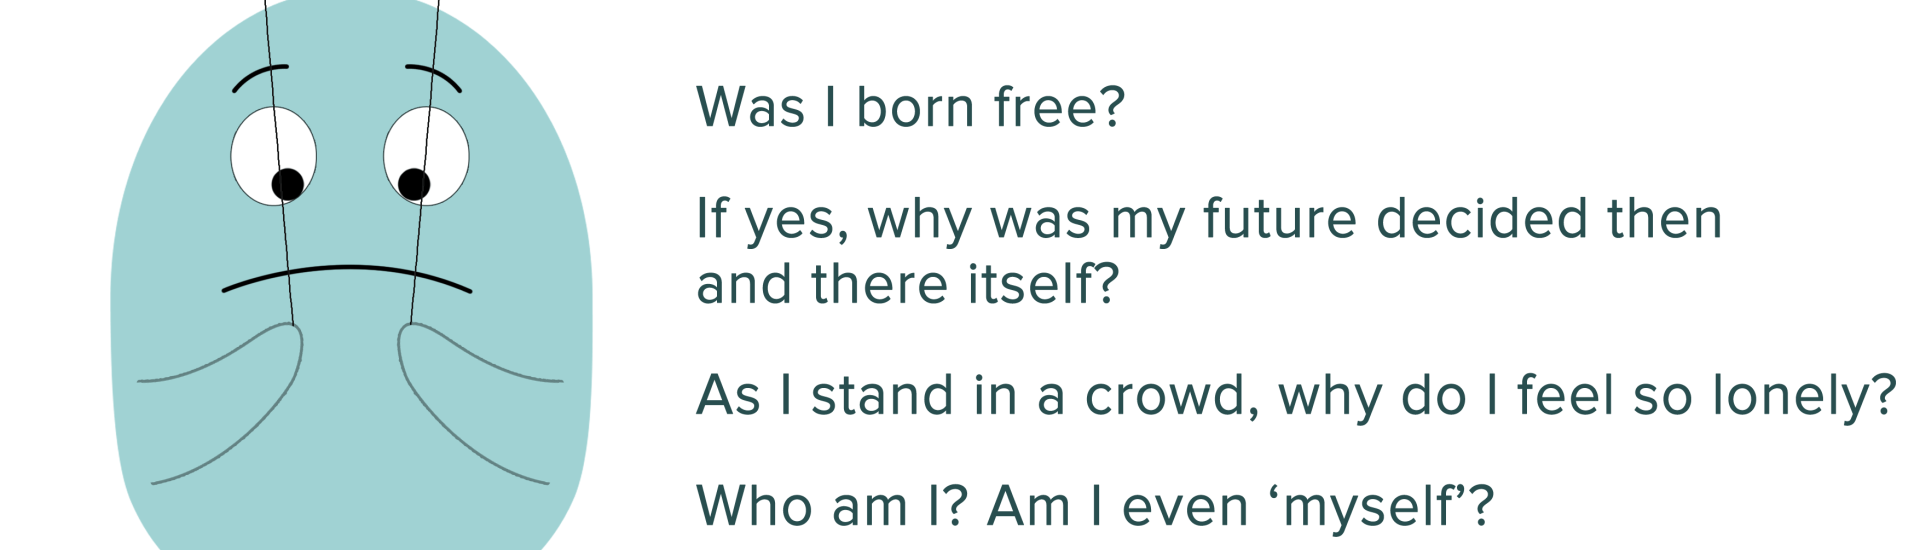 Was I born free?
If yes, why was my future decided then
and there itself?
As I stand in a crowd, why do I feel so lonely?
Who am I? Am I even ‘myself’?